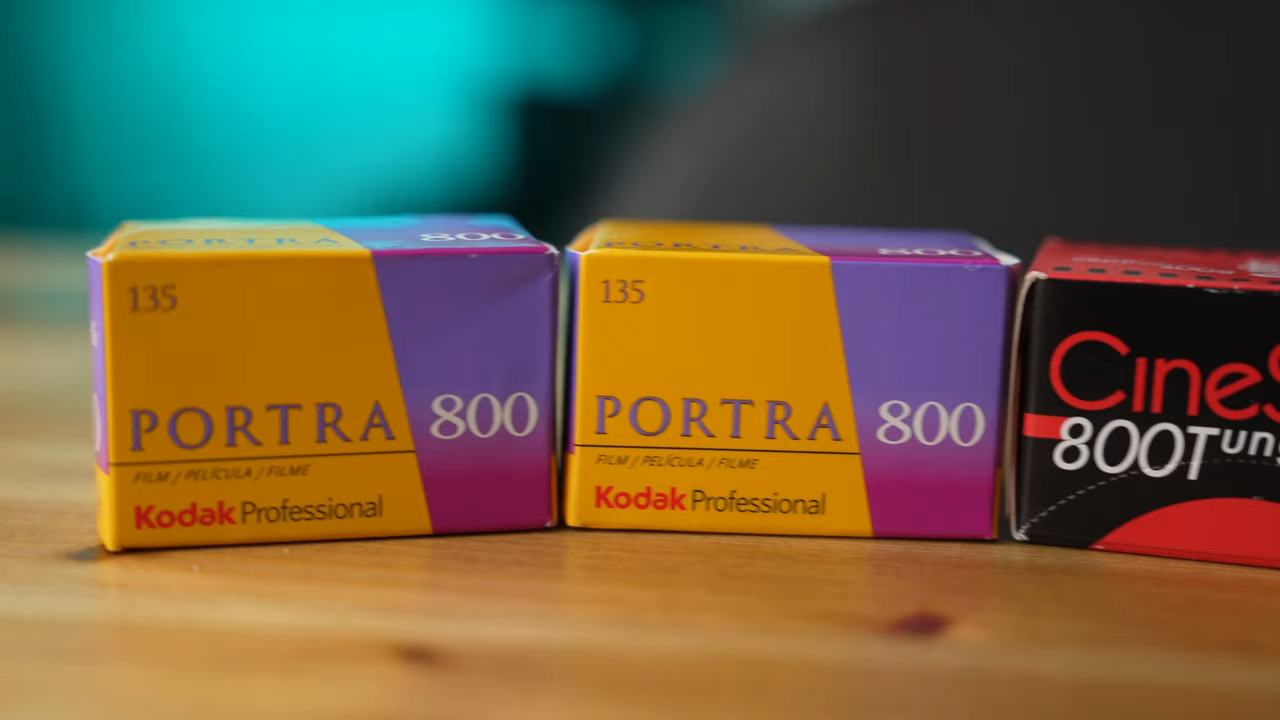 PORTRA 800
135
PORTRA 800
FILM / PELÍCULA / FILME
Kodak Professional
PORTRA 800
135
PORTRA 800
FILM / PELÍCULA / FILME
Kodak Professional
800T
CineS
800Tun